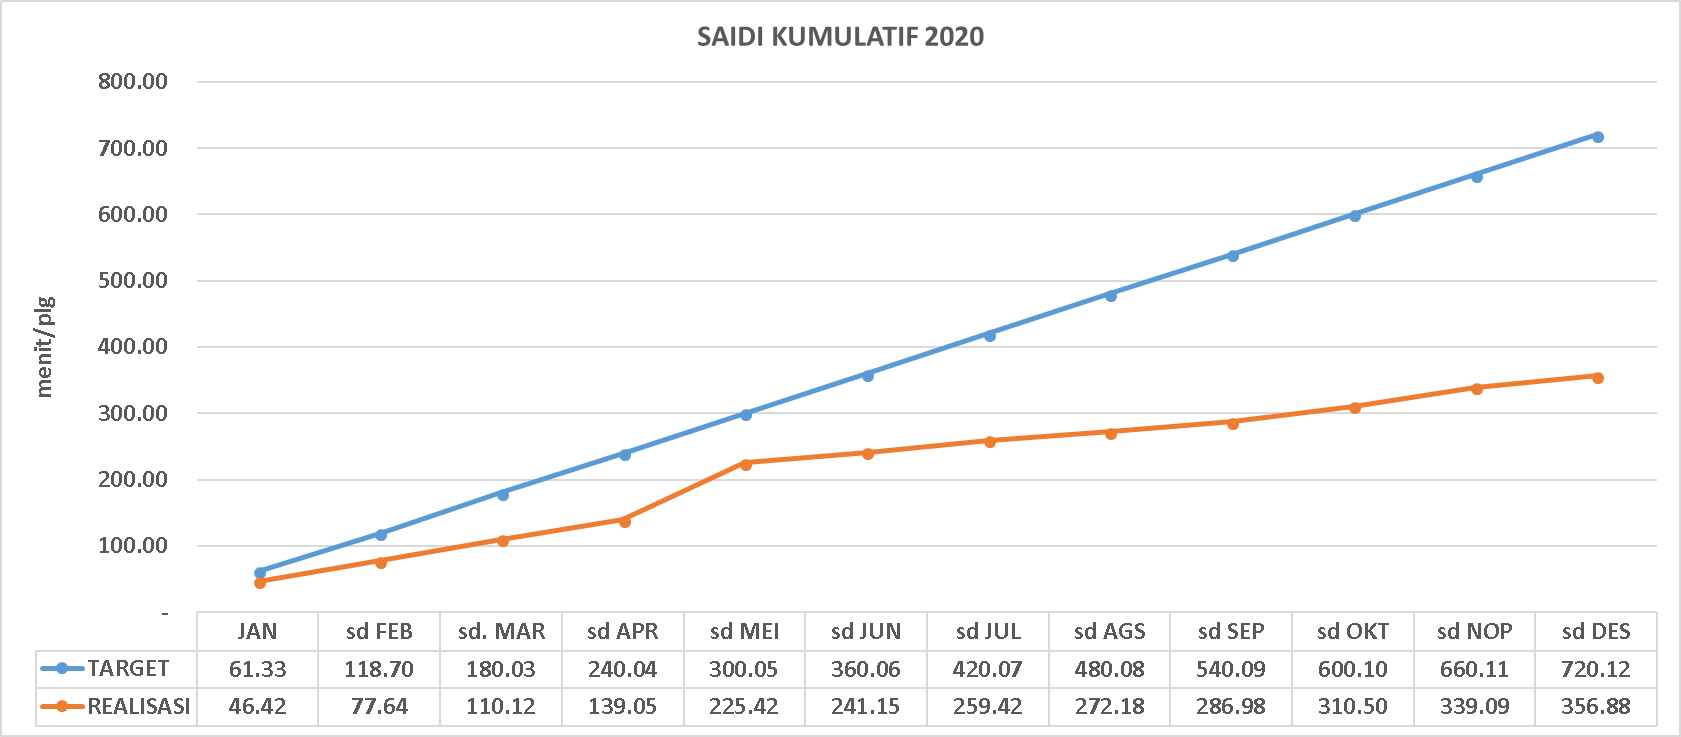 SAIDI KUMULATIF 2020
800.00
700.00
600.00
500.00
400.00
300.00
200.00
100.00
-
menit/plg
JAN sd FEB sd. MAR sd APR sd MEI sd JUN sd JUL sd AGS sd SEP sd OKT sd NOP sd DES
TARGET 61.33 118.70 180.03 240.04 300.05 360.06 420.07 480.08 540.09 600.10 660.11 720.12
REALISASI 46.42 77.64 110.12 139.05 225.42 241.15 259.42 272.18 286.98 310.50 339.09 356.88